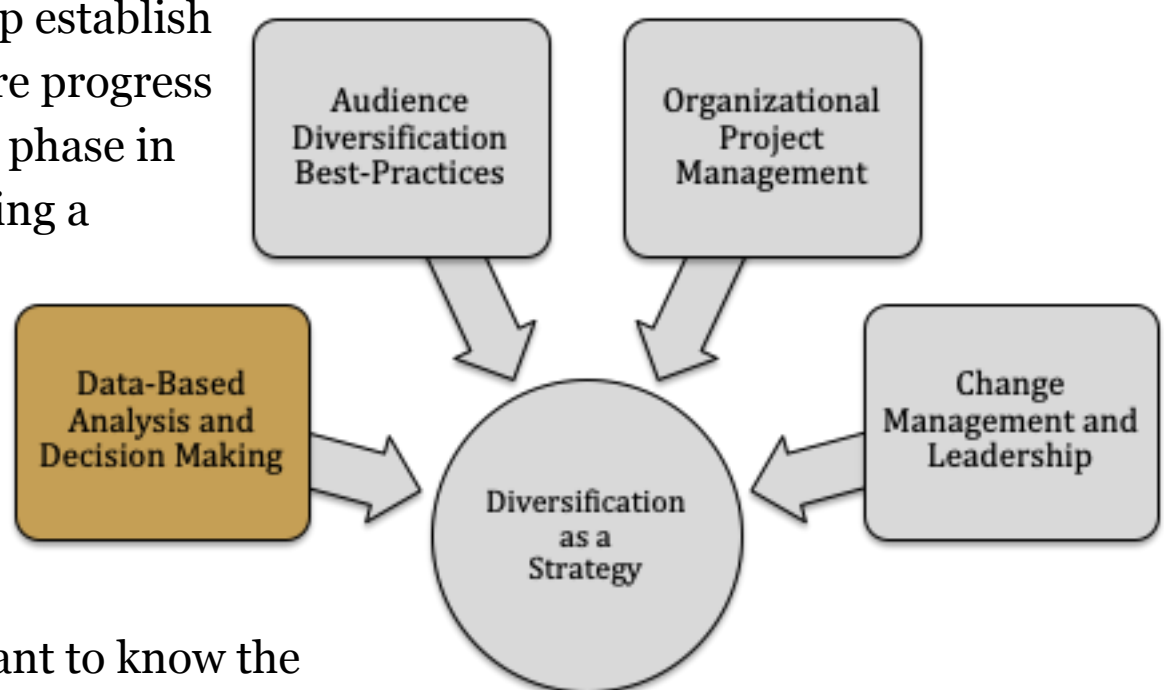 p establish
re progress
phase in
ing a
Audience
Diversification
Best-Practices
Organizational
Project
Management
Data-Based
Analysis and
Decision Making
Change
Management and
Leadership
Diversification
as a
Strategy
ant to know the